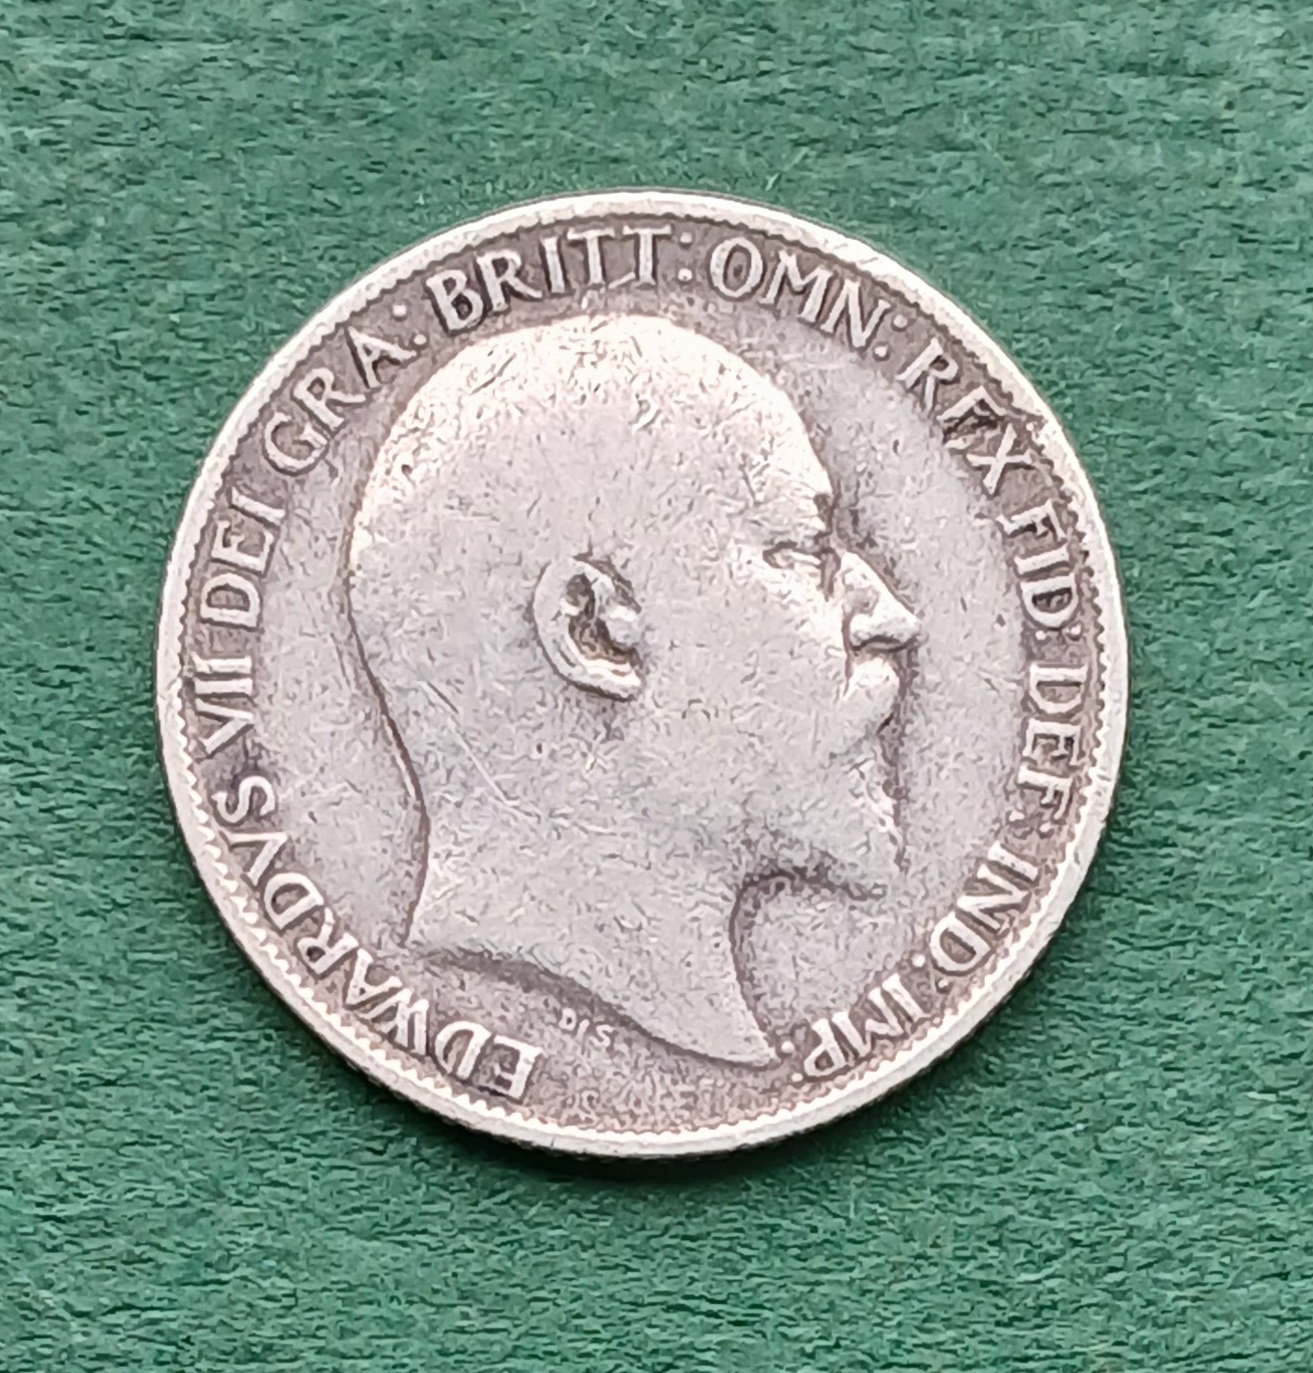 EDWARDVS VII DEI GRA: BRITT: OMN: REX FID: DEF: IND: IMP:
DES